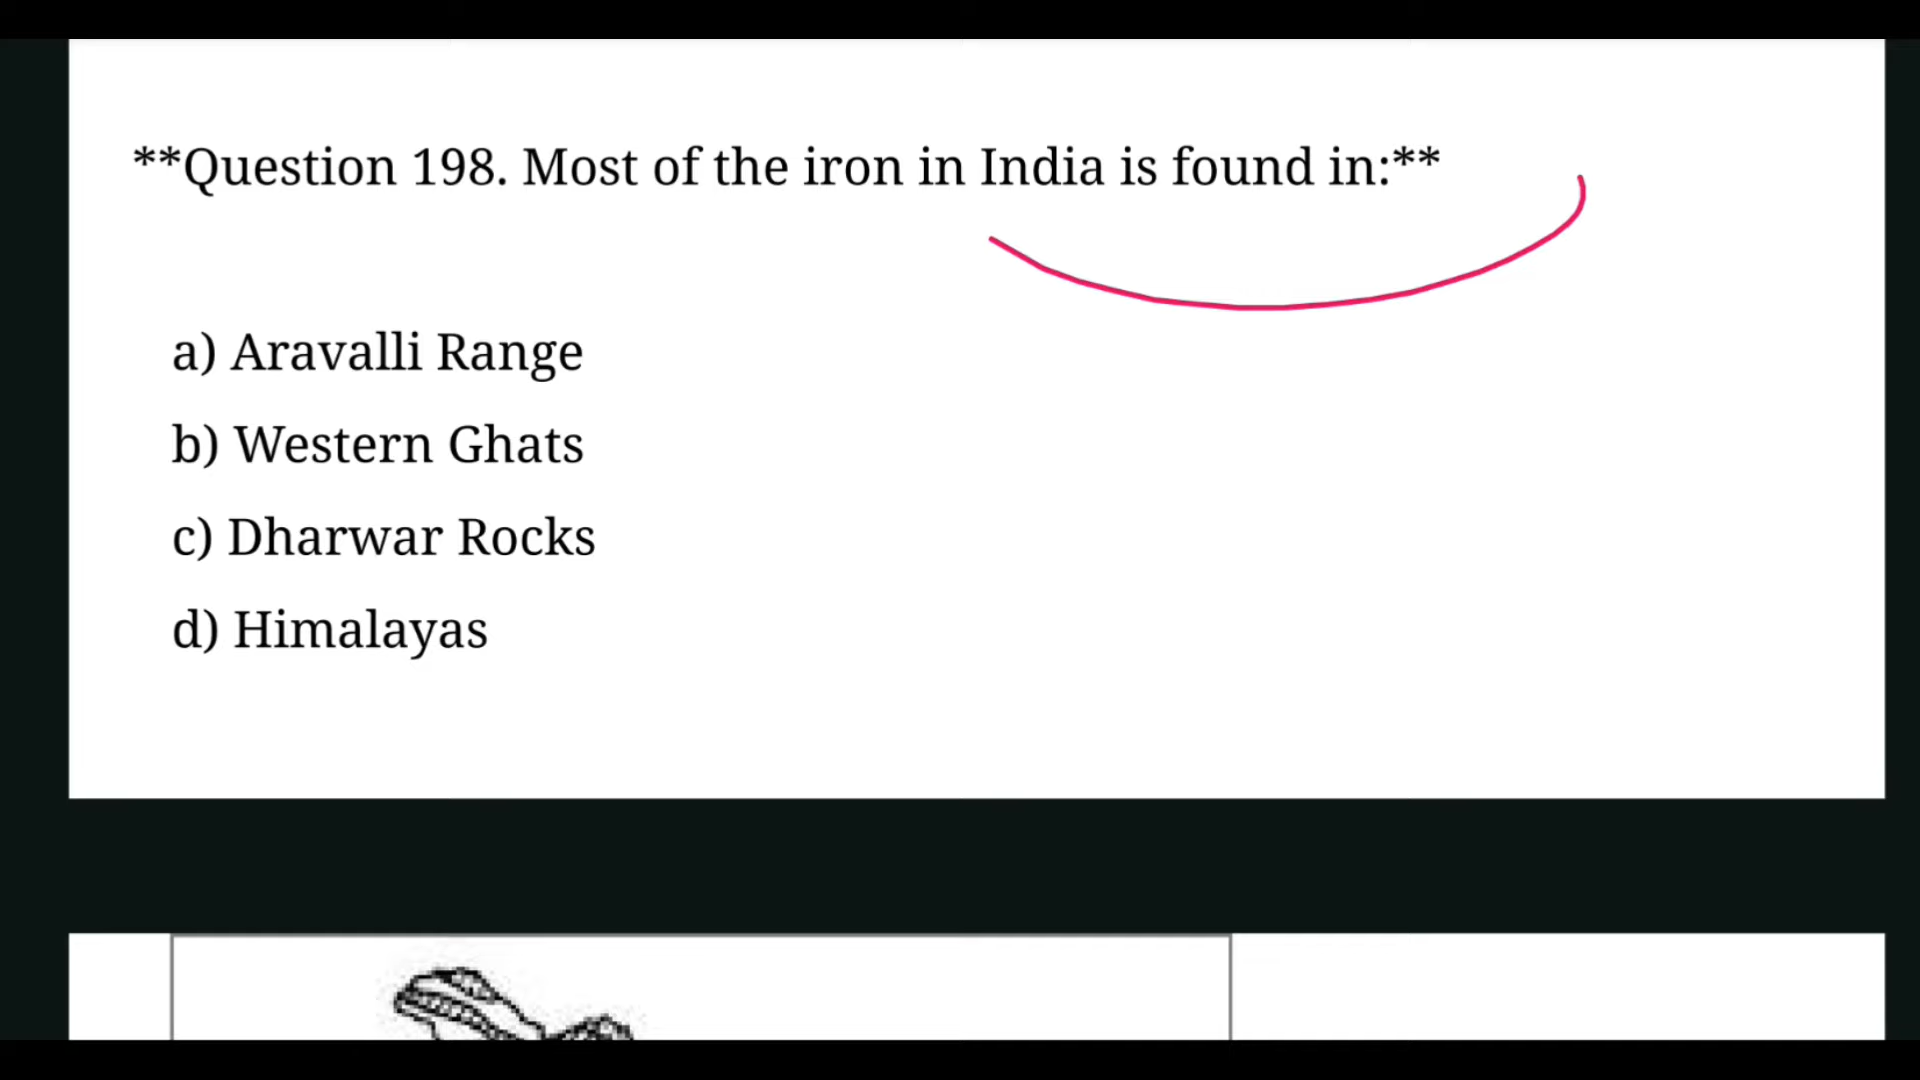 **Question 198. Most of the iron in India is found in:**
a) Aravalli Range
b) Western Ghats
c) Dharwar Rocks
d) Himalayas